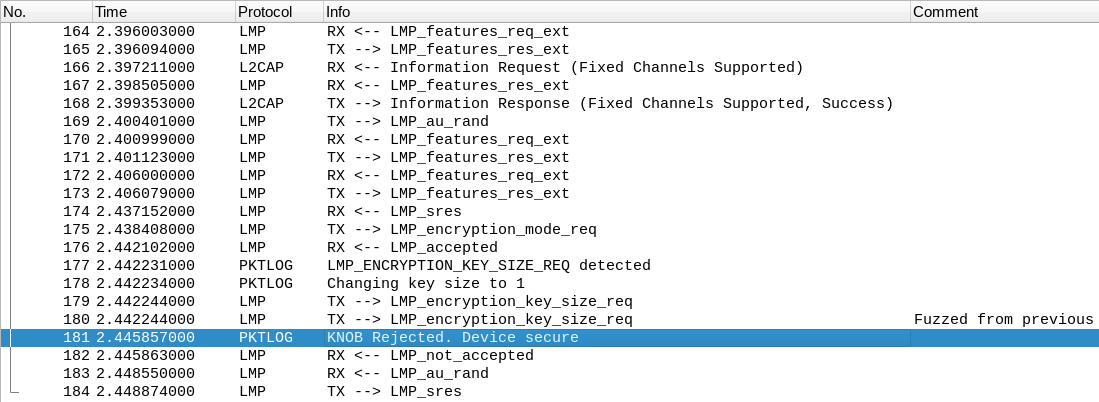 No. Time Protocol Info Comment
164 2.396003000 LMP RX <-- LMP_features_req_ext
165 2.396094000 LMP TX --> LMP_features_res_ext
166 2.397211000 L2CAP RX <-- Information Request (Fixed Channels Supported)
167 2.398505000 LMP RX <-- LMP_features_res_ext
168 2.399353000 L2CAP TX --> Information Response (Fixed Channels Supported, Success)
169 2.400401000 LMP TX --> LMP_au_rand
170 2.400999000 LMP RX <-- LMP_features_req_ext
171 2.401123000 LMP TX --> LMP_features_res_ext
172 2.406000000 LMP RX <-- LMP_features_req_ext
173 2.406079000 LMP TX --> LMP_features_res_ext
174 2.437152000 LMP RX <-- LMP_sres
175 2.438408000 LMP TX --> LMP_encryption_mode_req
176 2.442102000 LMP RX <-- LMP_accepted
177 2.442231000 PKTLOG LMP_ENCRYPTION_KEY_SIZE_REQ detected
178 2.442234000 PKTLOG Changing key size to 1
179 2.442244000 LMP TX --> LMP_encryption_key_size_req
180 2.442244000 LMP TX --> LMP_encryption_key_size_req Fuzzed from previous
181 2.445857000 PKTLOG KNOB Rejected. Device secure
182 2.445863000 LMP RX <-- LMP_not_accepted
183 2.448550000 LMP RX <-- LMP_au_rand
184 2.448874000 LMP TX --> LMP_sres